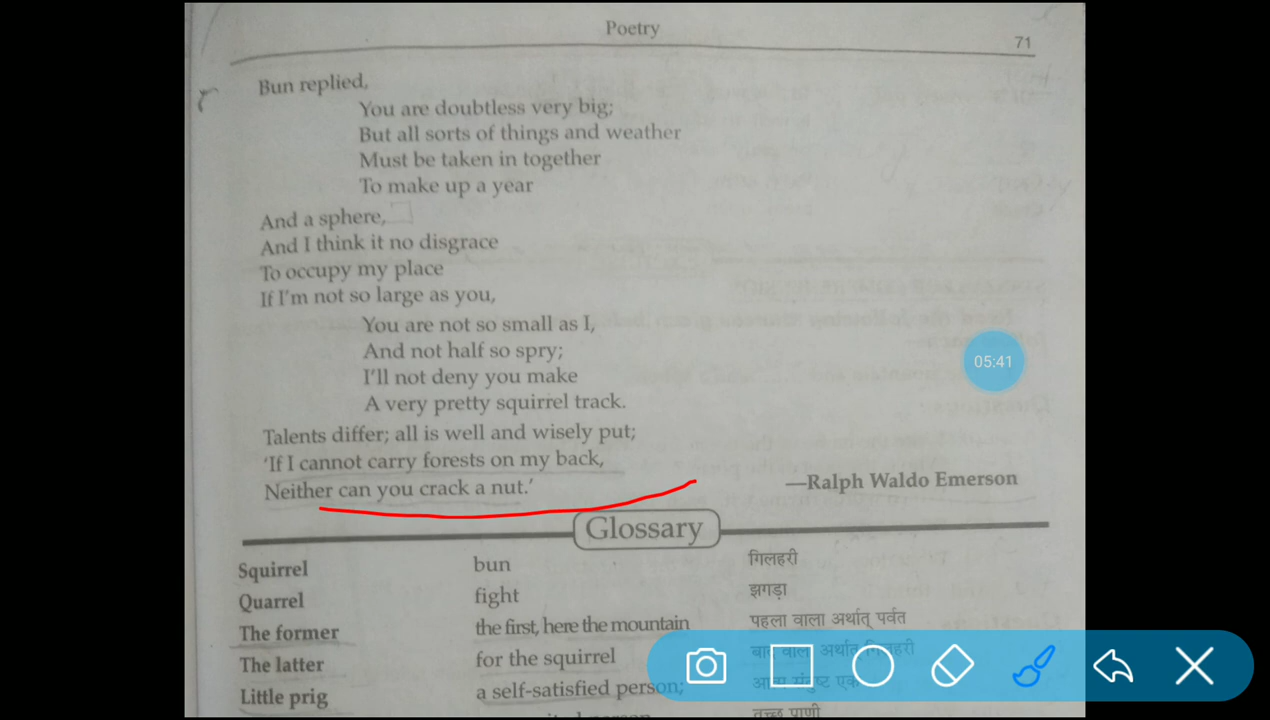 Poetry
71
Bun replied,
You are doubtless very big;
But all sorts of things and weather
Must be taken in together
To make up a year
And a sphere,
And I think it no disgrace
To occupy my place
If I'm not so large as you,
You are not so small as I,
And not half so spry;
I'll not deny you make
A very pretty squirrel track.
Talents differ; all is well and wisely put;
'If I cannot carry forests on my back,
Neither can you crack a nut.'
—Ralph Waldo Emerson
05:41
Glossary
Squirrel bun गिलहरी
Quarrel fight झगड़ा
The former the first, here the mountain पहला वाला अर्थात् पर्वत
The latter for the squirrel बाद वाला अर्थात् गिलहरी
Little prig a self-satisfied person;